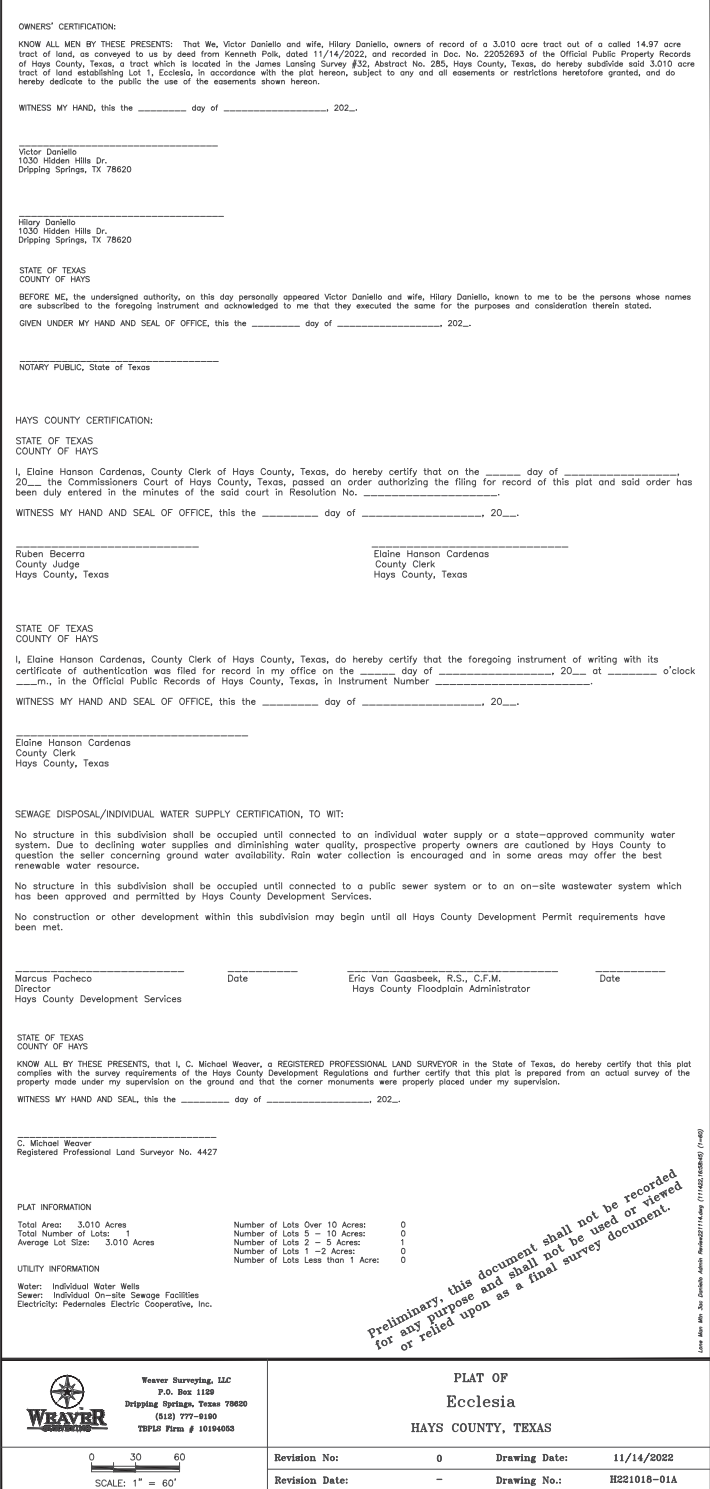 OWNERS' CERTIFICATION:
KNOW ALL MEN BY THESE PRESENTS: That We, Victor Daniello and wife, Hilary Daniello, owners of record of a 3.010 acre tract out of a called 14.97 acre
tract of land, as conveyed to us by deed from Kenneth Polk, dated 11/14/2022, and recorded in Doc. No. 22052693 of the Official Public Property Records
of Hays County, Texas, a tract which is located in the James Lansing Survey #32, Abstract No. 285, Hays County, Texas, do hereby subdivide said 3.010 acre
tract of land establishing Lot 1, Ecclesia, in accordance with the plat hereon, subject to any and all easements or restrictions heretofore granted, and do
hereby dedicate to the public the use of the easements shown hereon.
WITNESS MY HAND, this the ________ day of _________________, 202_.
Victor Daniello
1030 Hidden Hills Dr.
Dripping Springs, TX 78620
Hilary Daniello
1030 Hidden Hills Dr.
Dripping Springs, TX 78620
STATE OF TEXAS
COUNTY OF HAYS
BEFORE ME, the undersigned authority, on this day personally appeared Victor Daniello and wife, Hilary Daniello, known to me to be the persons whose names
are subscribed to the foregoing instrument and acknowledged to me that they executed the same for the purposes and consideration therein stated.
GIVEN UNDER MY HAND AND SEAL OF OFFICE, this the ________ day of _________________, 202_.
NOTARY PUBLIC, State of Texas
HAYS COUNTY CERTIFICATION:
STATE OF TEXAS
COUNTY OF HAYS
I, Elaine Hanson Cardenas, County Clerk of Hays County, Texas, do hereby certify that on the _____ day of ________________,
20__ the Commissioners Court of Hays County, Texas, passed an order authorizing the filing for record of this plat and said order has
been duly entered in the minutes of the said court in Resolution No. ___________________.
WITNESS MY HAND AND SEAL OF OFFICE, this the ________ day of _________________, 20__.
Ruben Becerra
County Judge
Hays County, Texas
Elaine Hanson Cardenas
County Clerk
Hays County, Texas
STATE OF TEXAS
COUNTY OF HAYS
I, Elaine Hanson Cardenas, County Clerk of Hays County, Texas, do hereby certify that the foregoing instrument of writing with its
certificate of authentication was filed for record in my office on the _____ day of ________________, 20__ at _______ o'clock
___m., in the Official Public Records of Hays County, Texas, in Instrument Number ______________________.
WITNESS MY HAND AND SEAL OF OFFICE, this the ________ day of _________________, 20__.
Elaine Hanson Cardenas
County Clerk
Hays County, Texas
SEWAGE DISPOSAL/INDIVIDUAL WATER SUPPLY CERTIFICATION, TO WIT:
No structure in this subdivision shall be occupied until connected to an individual water supply or a state-approved community water
system. Due to declining water supplies and diminishing water quality, prospective property owners are cautioned by Hays County to
question the seller concerning ground water availability. Rain water collection is encouraged and in some areas may offer the best
renewable water resource.
No structure in this subdivision shall be occupied until connected to a public sewer system or to an on-site wastewater system which
has been approved and permitted by Hays County Development Services.
No construction or other development within this subdivision may begin until all Hays County Development Permit requirements have
been met.
Marcus Pacheco
Director
Hays County Development Services
Date
Eric Van Gaasbeek, R.S., C.F.M.
Hays County Floodplain Administrator
Date
STATE OF TEXAS
COUNTY OF HAYS
KNOW ALL BY THESE PRESENTS, that I, C. Michael Weaver, a REGISTERED PROFESSIONAL LAND SURVEYOR in the State of Texas, do hereby certify that this plat
complies with the survey requirements of the Hays County Development Regulations and further certify that this plat is prepared from an actual survey of the
property made under my supervision on the ground and that the corner monuments were properly placed under my supervision.
WITNESS MY HAND AND SEAL, this the ________ day of _________________, 202_.
C. Michael Weaver
Registered Professional Land Surveyor No. 4427
PLAT INFORMATION
Total Area: 3.010 Acres
Total Number of Lots: 1
Average Lot Size: 3.010 Acres
Number of Lots Over 10 Acres: 0
Number of Lots 5 - 10 Acres: 0
Number of Lots 2 - 5 Acres: 1
Number of Lots 1 -2 Acres: 0
Number of Lots Less than 1 Acre: 0
UTILITY INFORMATION
Water: Individual Water Wells
Sewer: Individual On-site Sewage Facilities
Electricity: Pedernales Electric Cooperative, Inc.
Preliminary, this document shall not be recorded
for any purpose and shall not be used or viewed
or relied upon as a final survey document.
WEAVER
SURVEYING
Weaver Surveying, LLC
P.O. Box 1129
Dripping Springs, Texas 78620
(512) 777-9190
TBPLS Firm # 10194053
PLAT OF
Ecclesia
HAYS COUNTY, TEXAS
0 30 60
SCALE: 1" = 60'
Revision No: 0 Drawing Date: 11/14/2022
Revision Date: - Drawing No.: H221018-01A